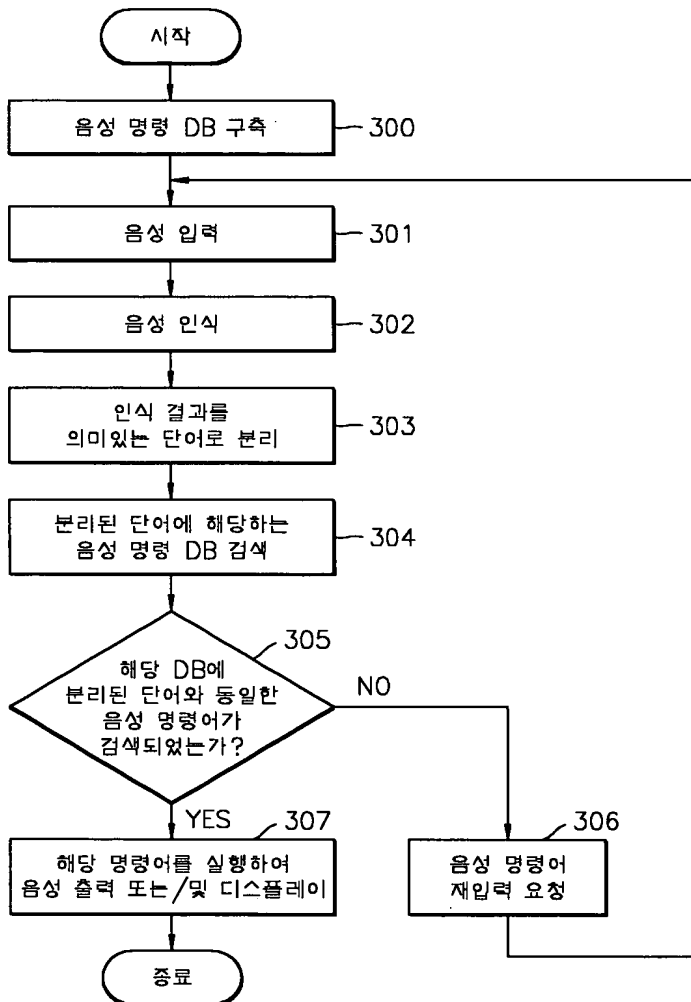 시작
음성 명령 DB 구축
300
음성 입력
301
음성 인식
302
인식 결과를
의미있는 단어로 분리
303
분리된 단어에 해당하는
음성 명령 DB 검색
304
305
해당 DB에
분리된 단어와 동일한
음성 명령어가
검색되었는가?
NO
YES
307
해당 명령어를 실행하여
음성 출력 또는/및 디스플레이
306
음성 명령어
재입력 요청
종료